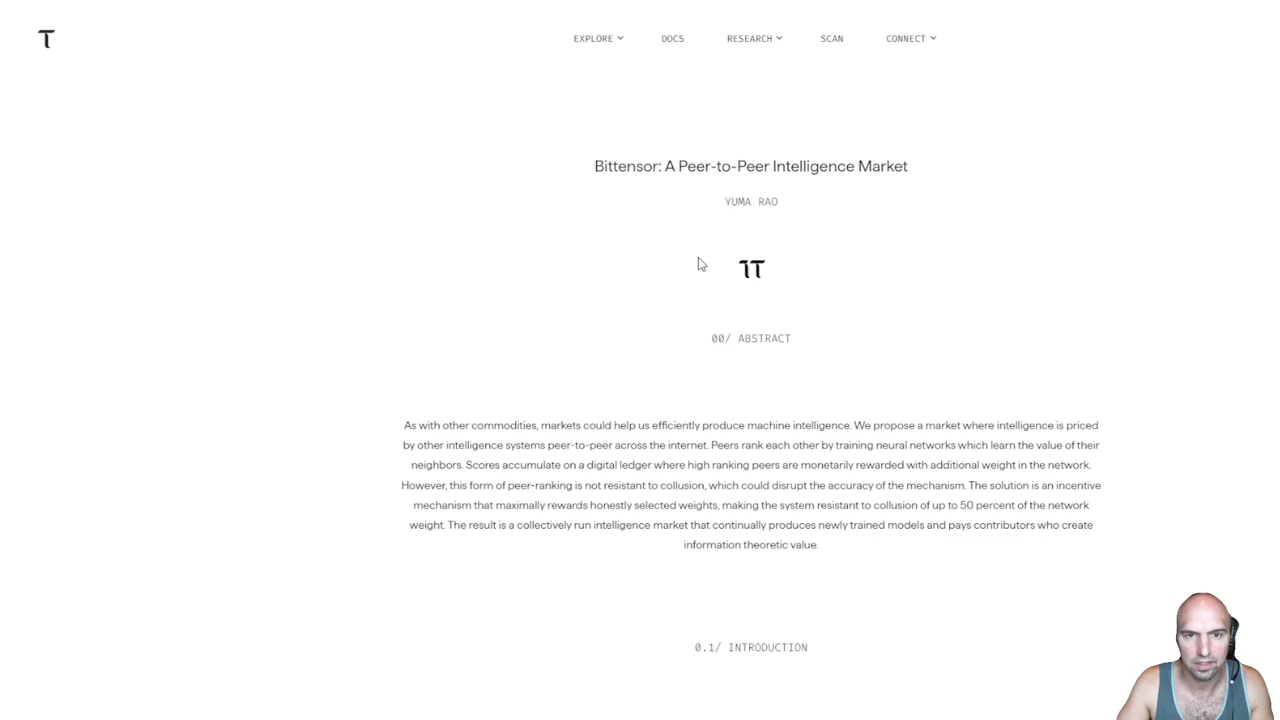 EXPLORE DOCS RESEARCH SCAN CONNECT
Bittensor: A Peer-to-Peer Intelligence Market
YUMA RAO
00/ ABSTRACT
As with other commodities, markets could help us efficiently produce machine intelligence. We propose a market where intelligence is priced
by other intelligence systems peer-to-peer across the internet. Peers rank each other by training neural networks which learn the value of their
neighbors. Scores accumulate on a digital ledger where high ranking peers are monetarily rewarded with additional weight in the network.
However, this form of peer-ranking is not resistant to collusion, which could disrupt the accuracy of the mechanism. The solution is an incentive
mechanism that maximally rewards honestly selected weights, making the system resistant to collusion of up to 50 percent of the network
weight. The result is a collectively run intelligence market that continually produces newly trained models and pays contributors who create
information theoretic value.
0.1/ INTRODUCTION